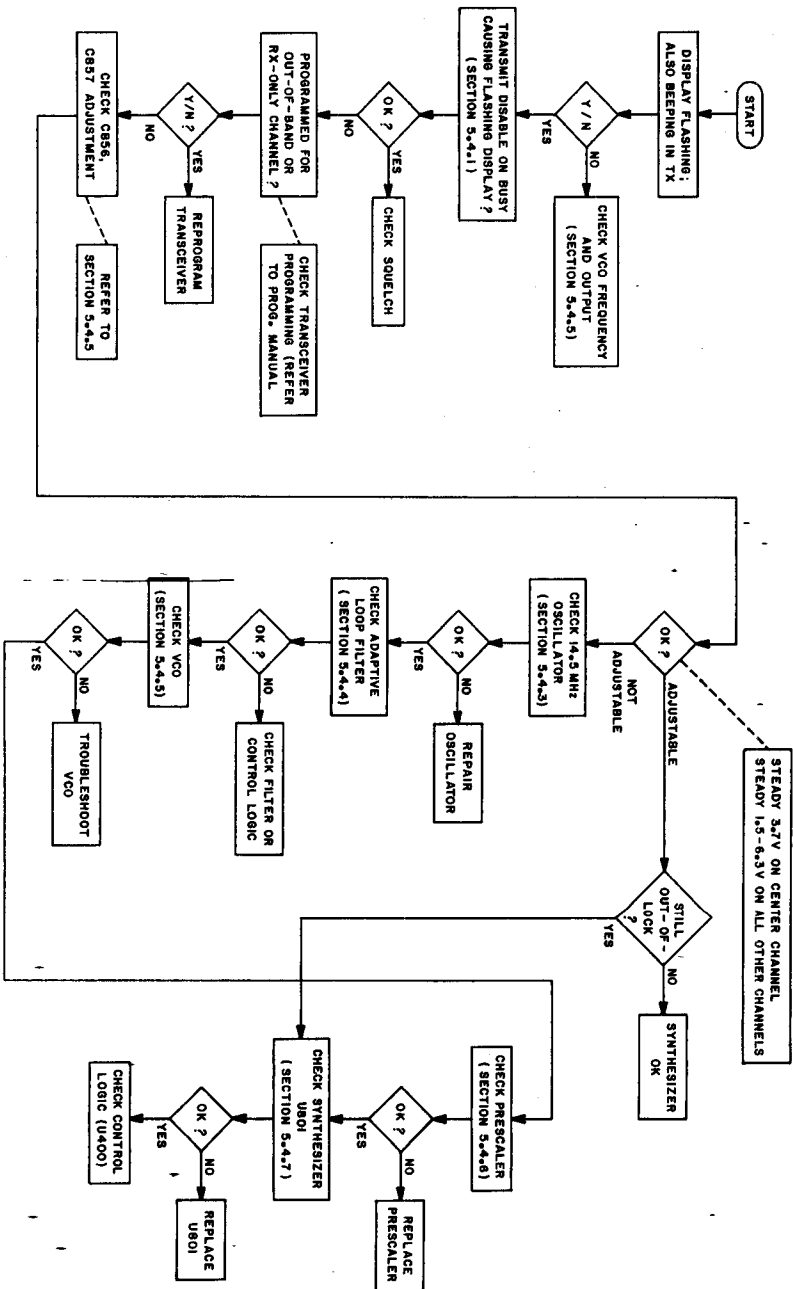 START
DISPLAY FLASHING;
ALSO BEEPING IN TX
Y/N
NO
CHECK VCO FREQUENCY
AND OUTPUT
(SECTION 5.4.5)
YES
TRANSMIT DISABLE ON BUSY
CAUSING FLASHING DISPLAY?
(SECTION 5.4.1)
OK?
YES
CHECK SQUELCH
NO
PROGRAMMED FOR
OUT-OF-BAND OR
RX-ONLY CHANNEL?
CHECK TRANSCEIVER
PROGRAMMING (REFER
TO PROG. MANUAL
Y/N?
YES
REPROGRAM
TRANSCEIVER
NO
CHECK C856,
C857 ADJUSTMENT
REFER TO
SECTION 5.4.5
STEADY 3.7V ON CENTER CHANNEL
STEADY 1.5-6.3V ON ALL OTHER CHANNELS
OK?
ADJUSTABLE
NOT
ADJUSTABLE
CHECK 14.5 MHz
OSCILLATOR
(SECTION 5.4.3)
OK?
NO
REPAIR
OSCILLATOR
YES
CHECK ADAPTIVE
LOOP FILTER
(SECTION 5.4.4)
OK?
NO
CHECK FILTER OR
CONTROL LOGIC
YES
CHECK VCO
(SECTION 5.4.5)
OK?
NO
TROUBLESHOOT
VCO
YES
STILL
OUT-OF-
LOCK
?
NO
SYNTHESIZER
OK
YES
CHECK PRESCALER
(SECTION 5.4.6)
OK?
NO
REPLACE
PRESCALER
YES
CHECK SYNTHESIZER
U801
(SECTION 5.4.7)
OK?
NO
REPLACE
U801
YES
CHECK CONTROL
LOGIC (U400)